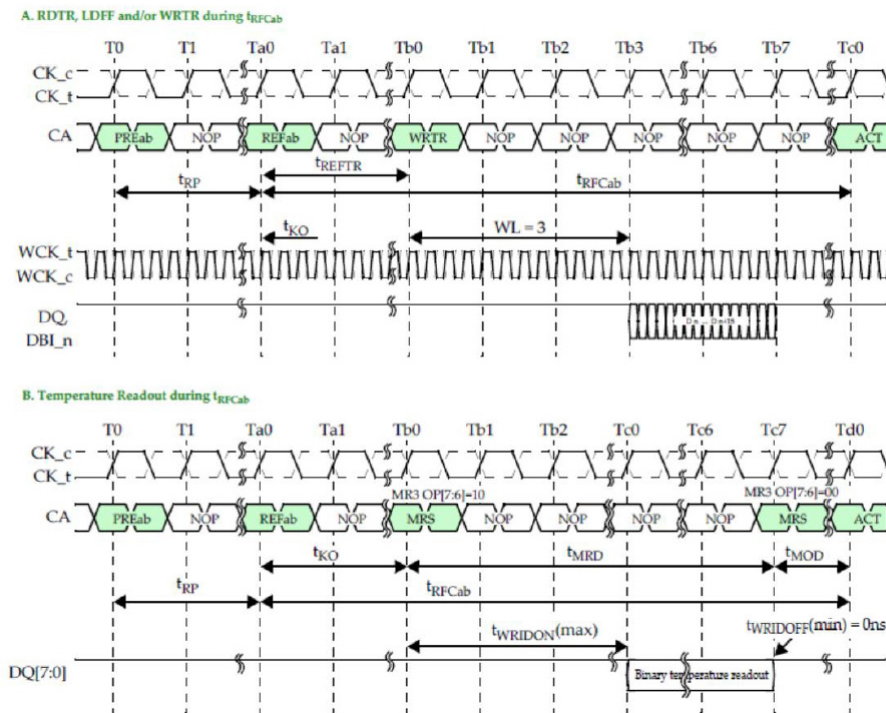 A. RDTR, LDFF and/or WRTR during tRFCab
T0 T1 Ta0 Ta1 Tb0 Tb1 Tb2 Tb3 Tb6 Tb7 Tc0
CK_c
CK_t
CA PREab NOP REFab NOP WRTR NOP NOP NOP NOP NOP ACT
tREFTR
tRP tRFCab
tKO WL = 3
WCK_t
WCK_c
DQ,
DBI_n
B. Temperature Readout during tRFCab
T0 T1 Ta0 Ta1 Tb0 Tb1 Tb2 Tc0 Tc6 Tc7 Td0
CK_c
CK_t
MR3 OP[7:6]=10 MR3 OP[7:6]=00
CA PREab NOP REFab NOP MRS NOP NOP NOP NOP MRS ACT
tKO tMRD tMOD
tRP tRFCab
tWRIDON(max) tWRIDOFF(min) = 0ns
DQ[7:0] Binary temperature readout